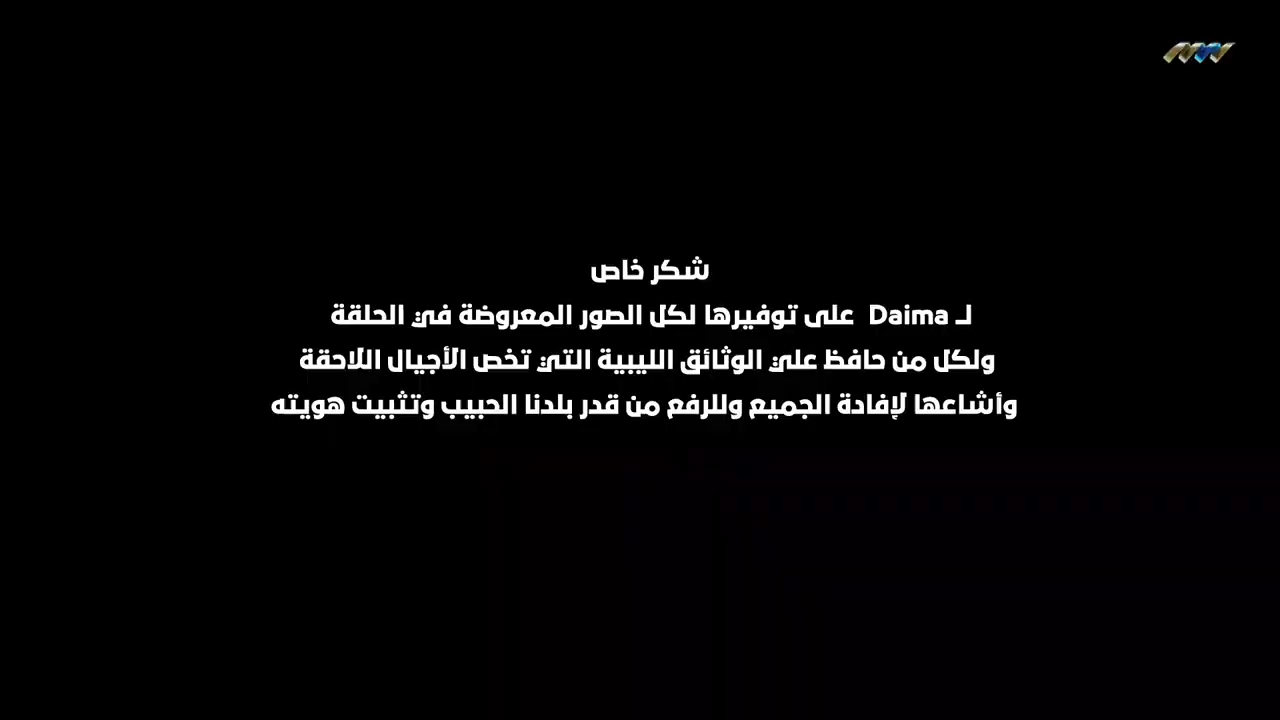 شكر خاص
لـ Daima على توفيرها لكل الصور المعروضة في الحلقة
ولكل من حافظ علي الوثائق الليبية التي تخص الأجيال اللاحقة
وأشاعها لإفادة الجميع وللرفع من قدر بلدنا الحبيب وتثبيت هويته